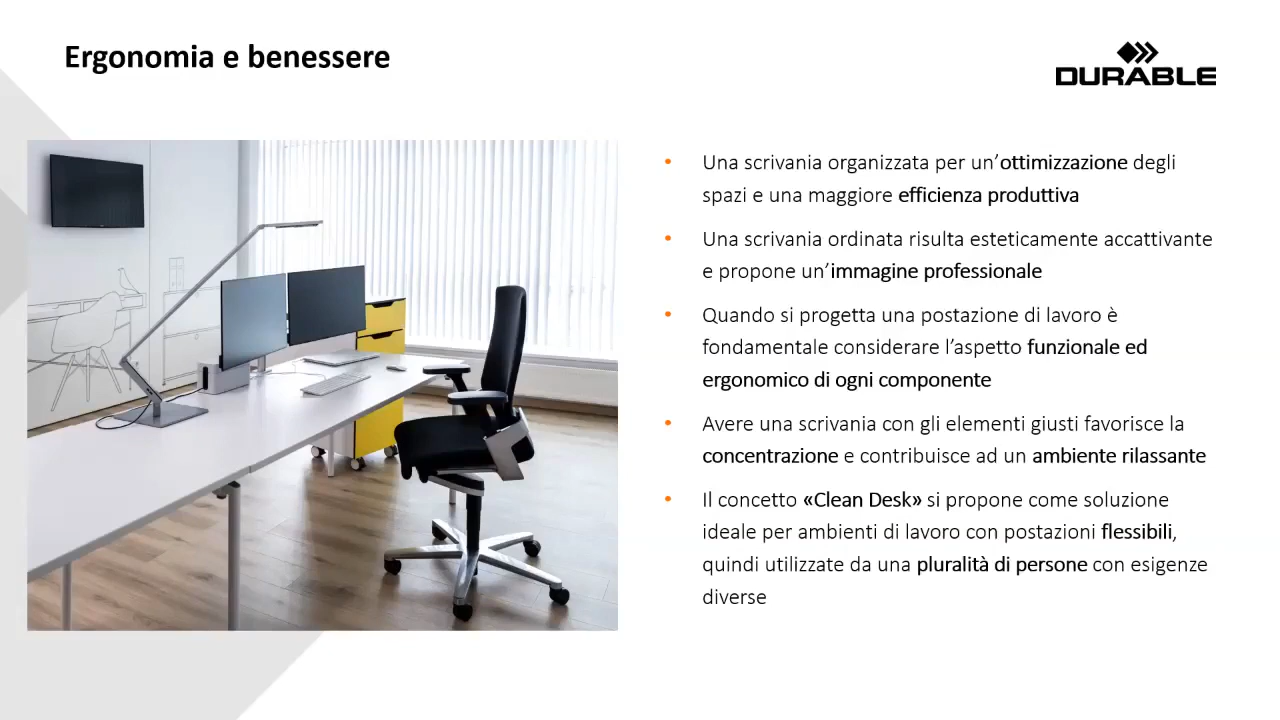 Ergonomia e benessere
DURABLE
• Una scrivania organizzata per un'ottimizzazione degli
spazi e una maggiore efficienza produttiva
• Una scrivania ordinata risulta esteticamente accattivante
e propone un'immagine professionale
• Quando si progetta una postazione di lavoro è
fondamentale considerare l'aspetto funzionale ed
ergonomico di ogni componente
• Avere una scrivania con gli elementi giusti favorisce la
concentrazione e contribuisce ad un ambiente rilassante
• Il concetto «Clean Desk» si propone come soluzione
ideale per ambienti di lavoro con postazioni flessibili,
quindi utilizzate da una pluralità di persone con esigenze
diverse